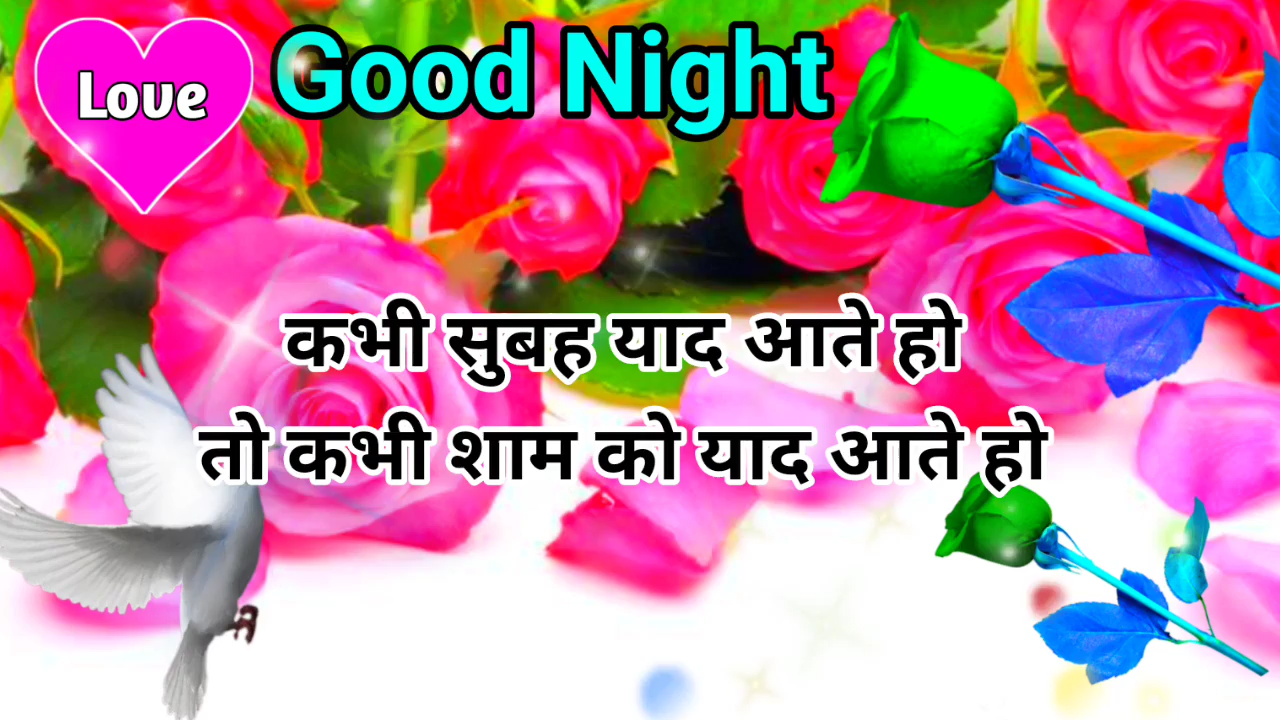 Love
Good Night
कभी सुबह याद आते हो
तो कभी शाम को याद आते हो